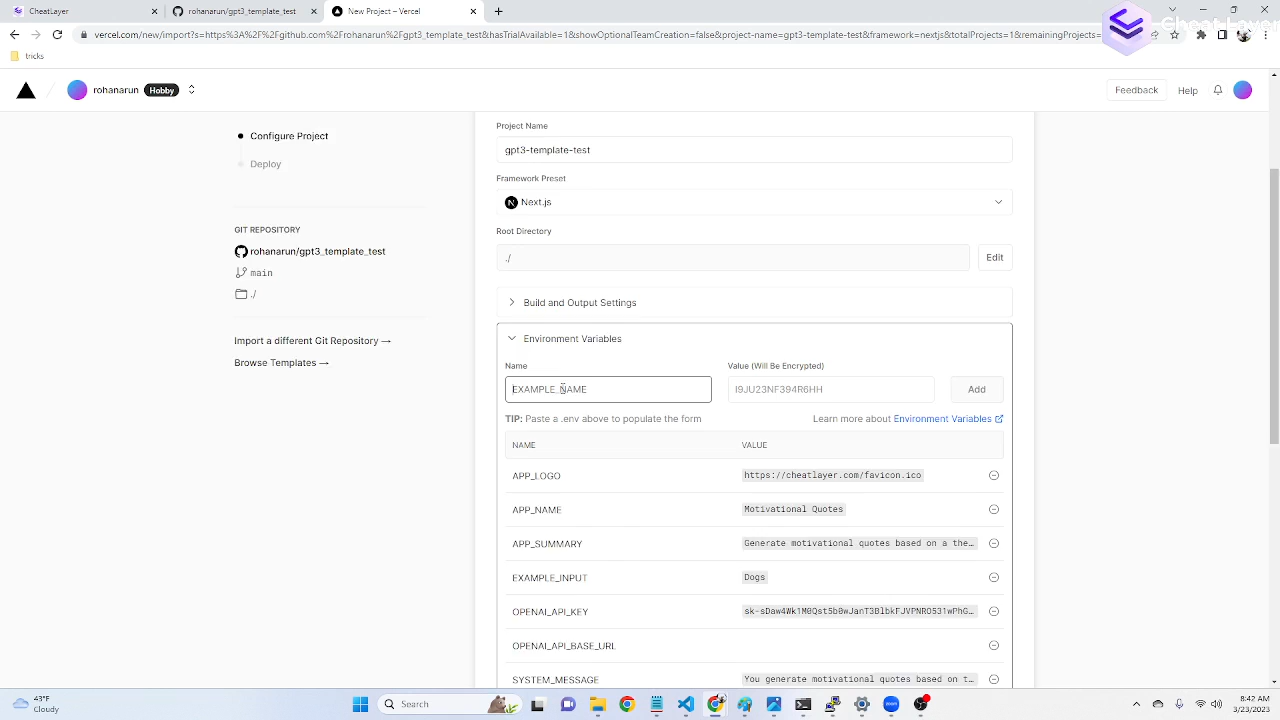 CheatLayer
rohanarun/gpt3_template_test
New Project – Vercel
Cheat Layer
vercel.com/new/import?s=https%3A%2F%2Fgithub.com%2Frohanarun%2Fgpt3_template_test&hasTrialAvailable=1&showOptionalTeamCreation=false&project-name=gpt3-template-test&framework=nextjs&totalProjects=1&remainingProjects=1
tricks
rohanarun Hobby
Feedback
Help
Configure Project
Deploy
GIT REPOSITORY
rohanarun/gpt3_template_test
main
./
Import a different Git Repository →
Browse Templates →
Project Name
gpt3-template-test
Framework Preset
Next.js
Root Directory
./
Edit
Build and Output Settings
Environment Variables
Name
Value (Will Be Encrypted)
EXAMPLE_NAME
I9JU23NF394R6HH
Add
TIP: Paste a .env above to populate the form
Learn more about Environment Variables
NAME VALUE
APP_LOGO https://cheatlayer.com/favicon.ico
APP_NAME Motivational Quotes
APP_SUMMARY Generate motivational quotes based on a the…
EXAMPLE_INPUT Dogs
OPENAI_API_KEY
OPENAI_API_BASE_URL
SYSTEM_MESSAGE You generate motivational quotes based on t…
43°F
Cloudy
Search
zoom
8:42 AM
3/23/2023